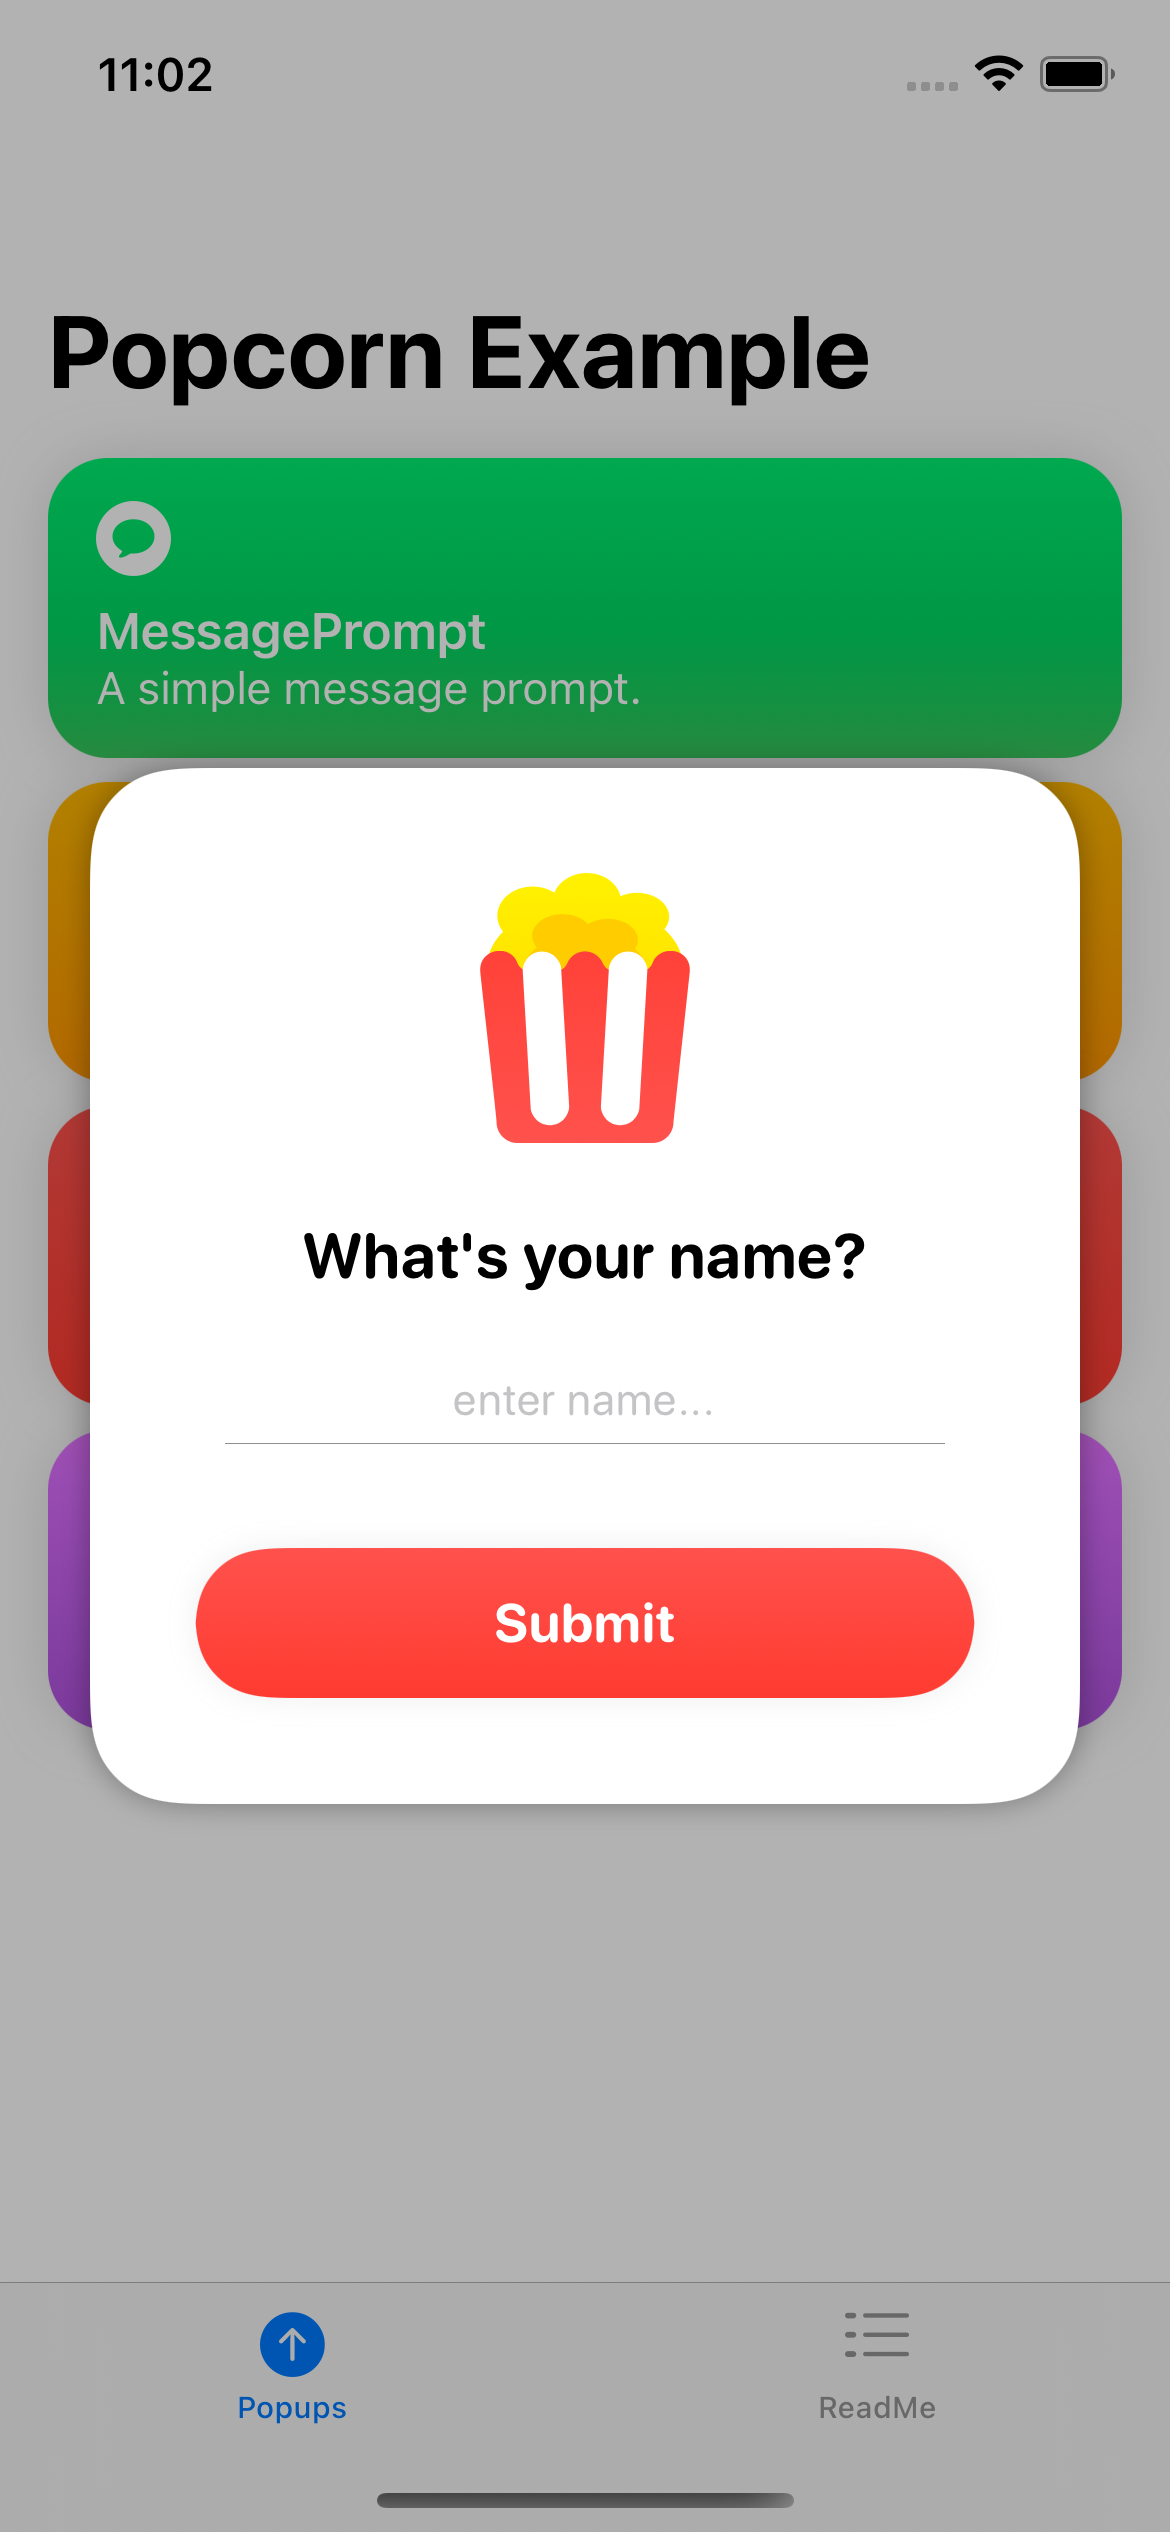 11:02
Popcorn Example
MessagePrompt
A simple message prompt.
What's your name?
enter name...
Submit
Popups
ReadMe